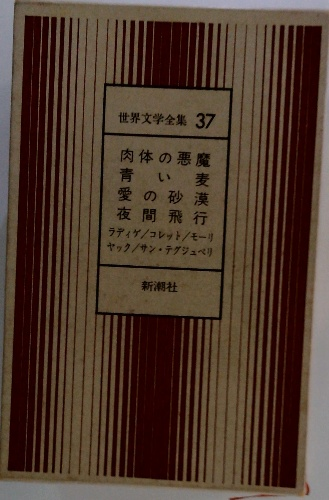 世界文学全集 37
肉体の悪魔
青い麦
愛の砂漠
夜間飛行
ラディゲ/コレット/モーリ
ヤック/サン・テグジュペリ
新潮社